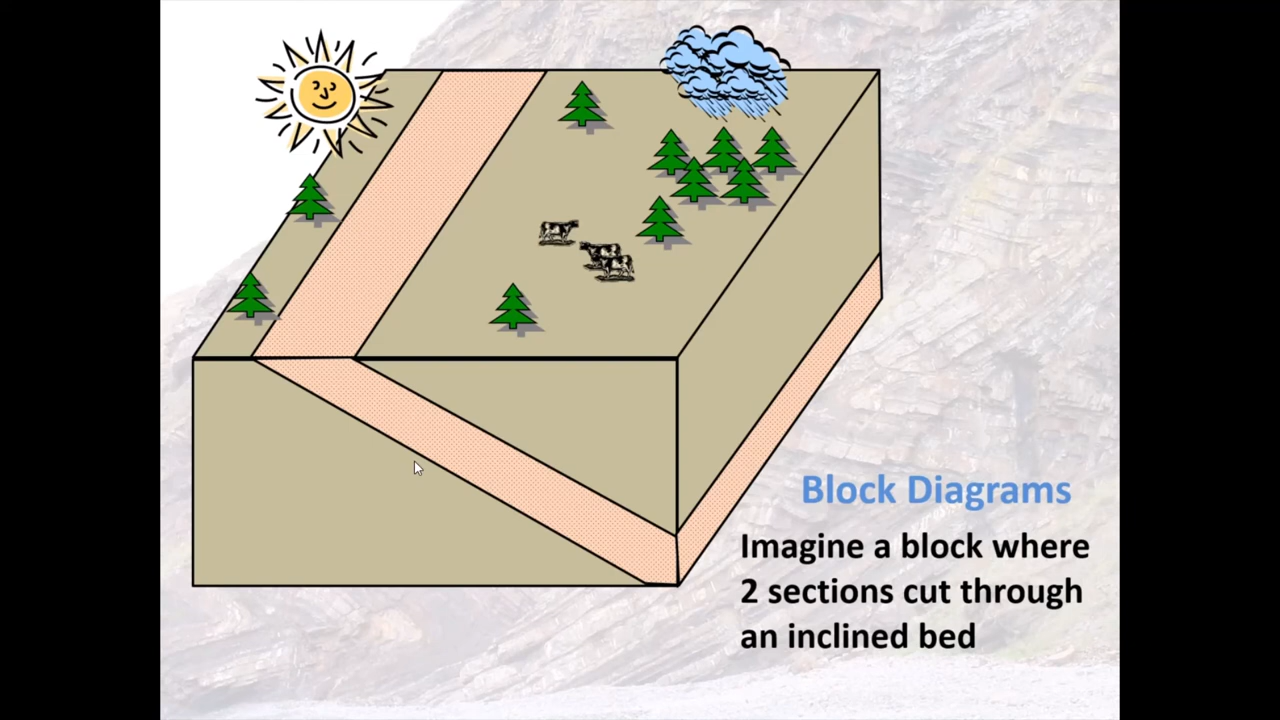 Block Diagrams
Imagine a block where
2 sections cut through
an inclined bed